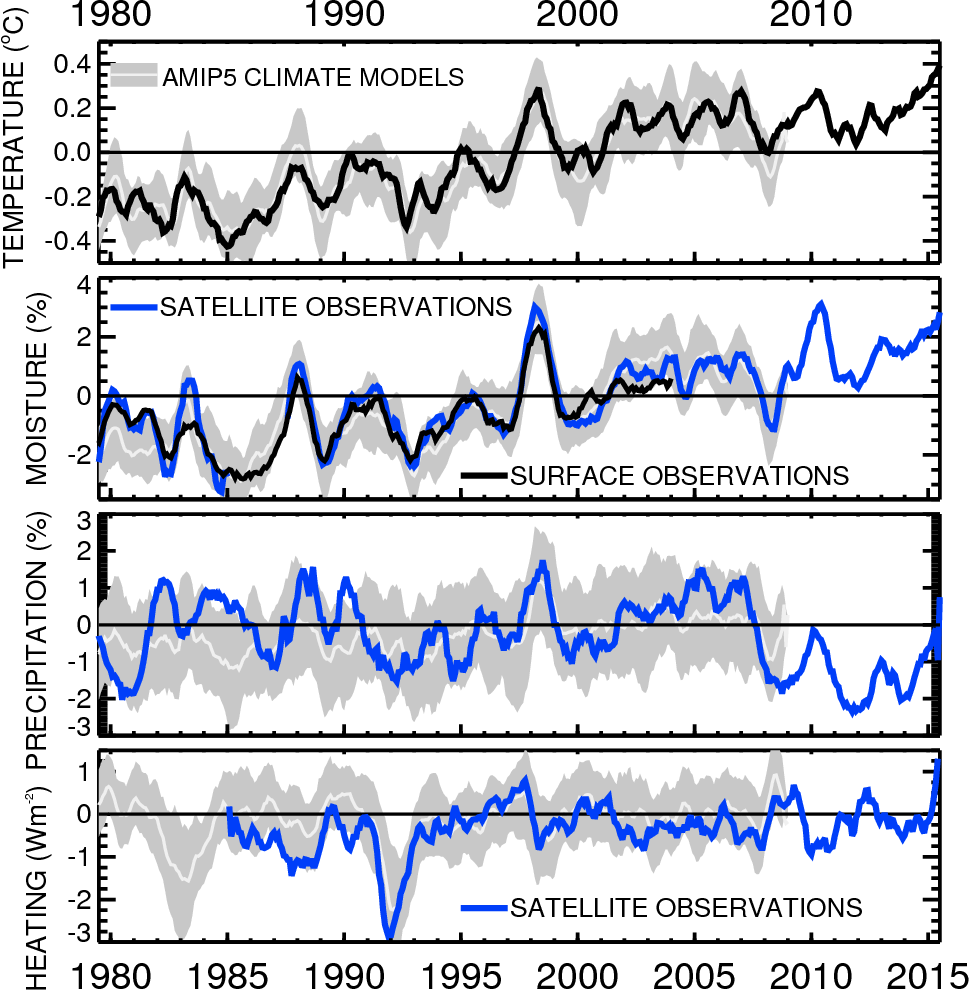 1980 1990 2000 2010
TEMPERATURE (°C)
0.4
0.2
0.0
-0.2
-0.4
AMIP5 CLIMATE MODELS
MOISTURE (%)
4
2
0
-2
SATELLITE OBSERVATIONS
SURFACE OBSERVATIONS
PRECIPITATION (%)
3
2
1
0
-1
-2
-3
HEATING (Wm-2)
1
0
-1
-2
-3
SATELLITE OBSERVATIONS
1980 1985 1990 1995 2000 2005 2010 2015